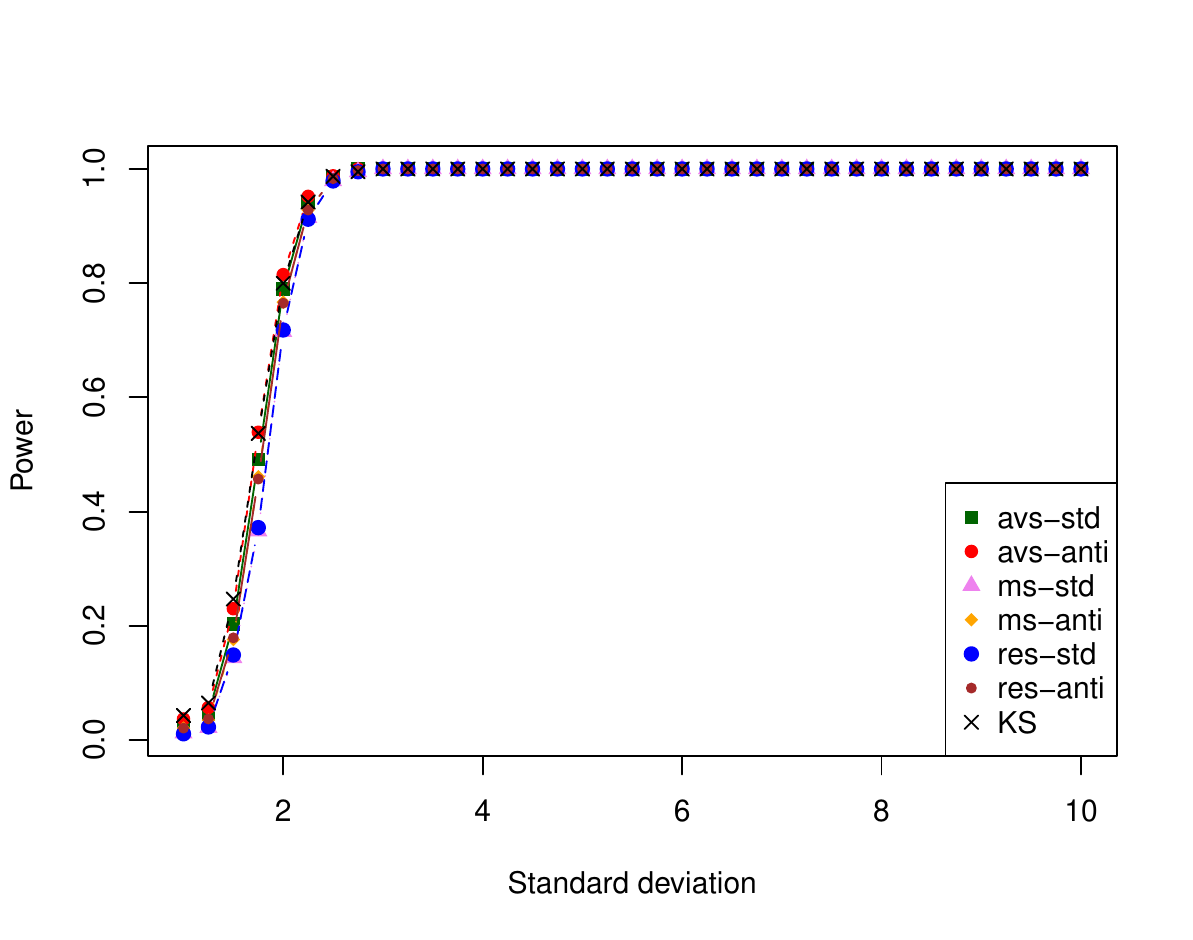 1.0
0.8
0.6
0.4
0.2
0.0
Power
2 4 6 8 10
Standard deviation
avs−std
avs−anti
ms−std
ms−anti
res−std
res−anti
KS